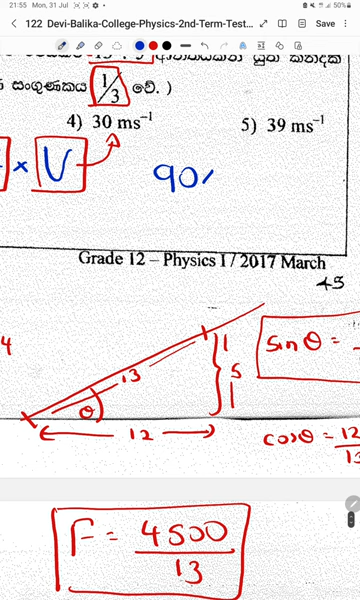 21:55 Mon, 31 Jul 50%
122 Devi-Balika-College-Physics-2nd-Term-Test... Save
සංගුණකය 1/3 වේ. )
4) 30 ms⁻¹ 5) 39 ms⁻¹
× V
90%
Grade 12 – Physics I / 2017 March
45
4
13
5
sin θ =
θ
12
cos θ = 12/13
F = 4500/13